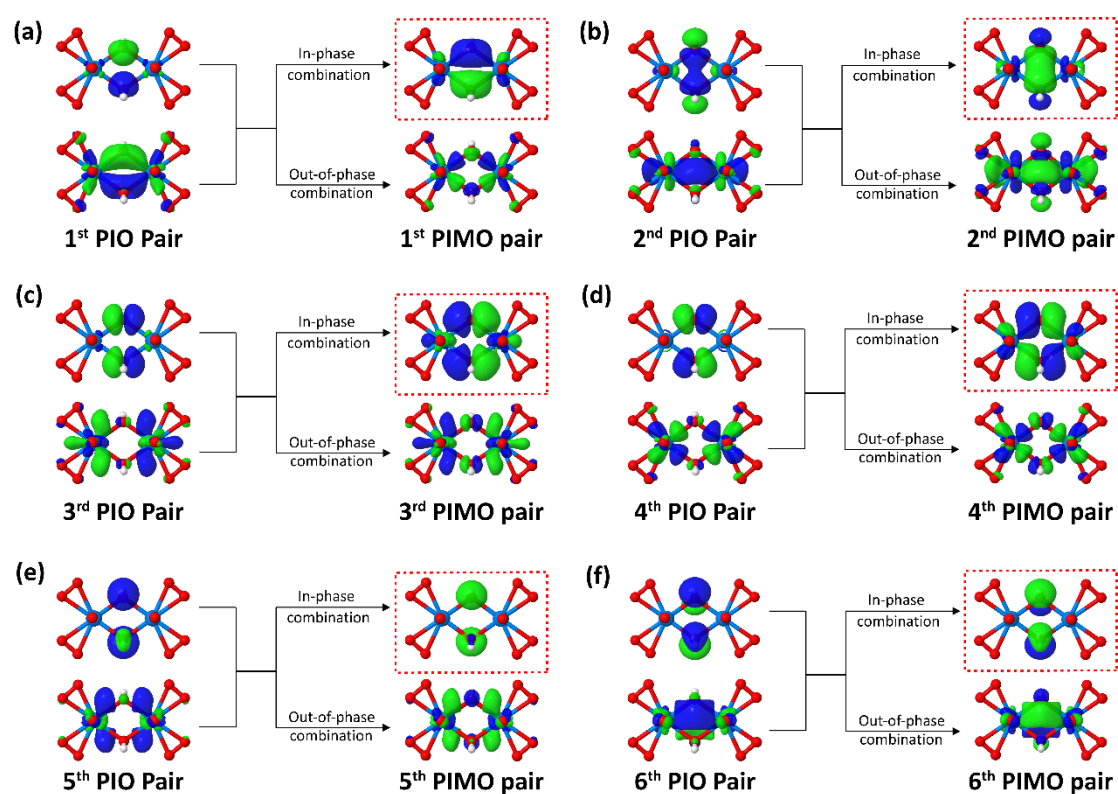 (a)
In-phase
combination
Out-of-phase
combination
1st PIO Pair
1st PIMO pair
(b)
In-phase
combination
Out-of-phase
combination
2nd PIO Pair
2nd PIMO pair
(c)
In-phase
combination
Out-of-phase
combination
3rd PIO Pair
3rd PIMO pair
(d)
In-phase
combination
Out-of-phase
combination
4th PIO Pair
4th PIMO pair
(e)
In-phase
combination
Out-of-phase
combination
5th PIO Pair
5th PIMO pair
(f)
In-phase
combination
Out-of-phase
combination
6th PIO Pair
6th PIMO pair